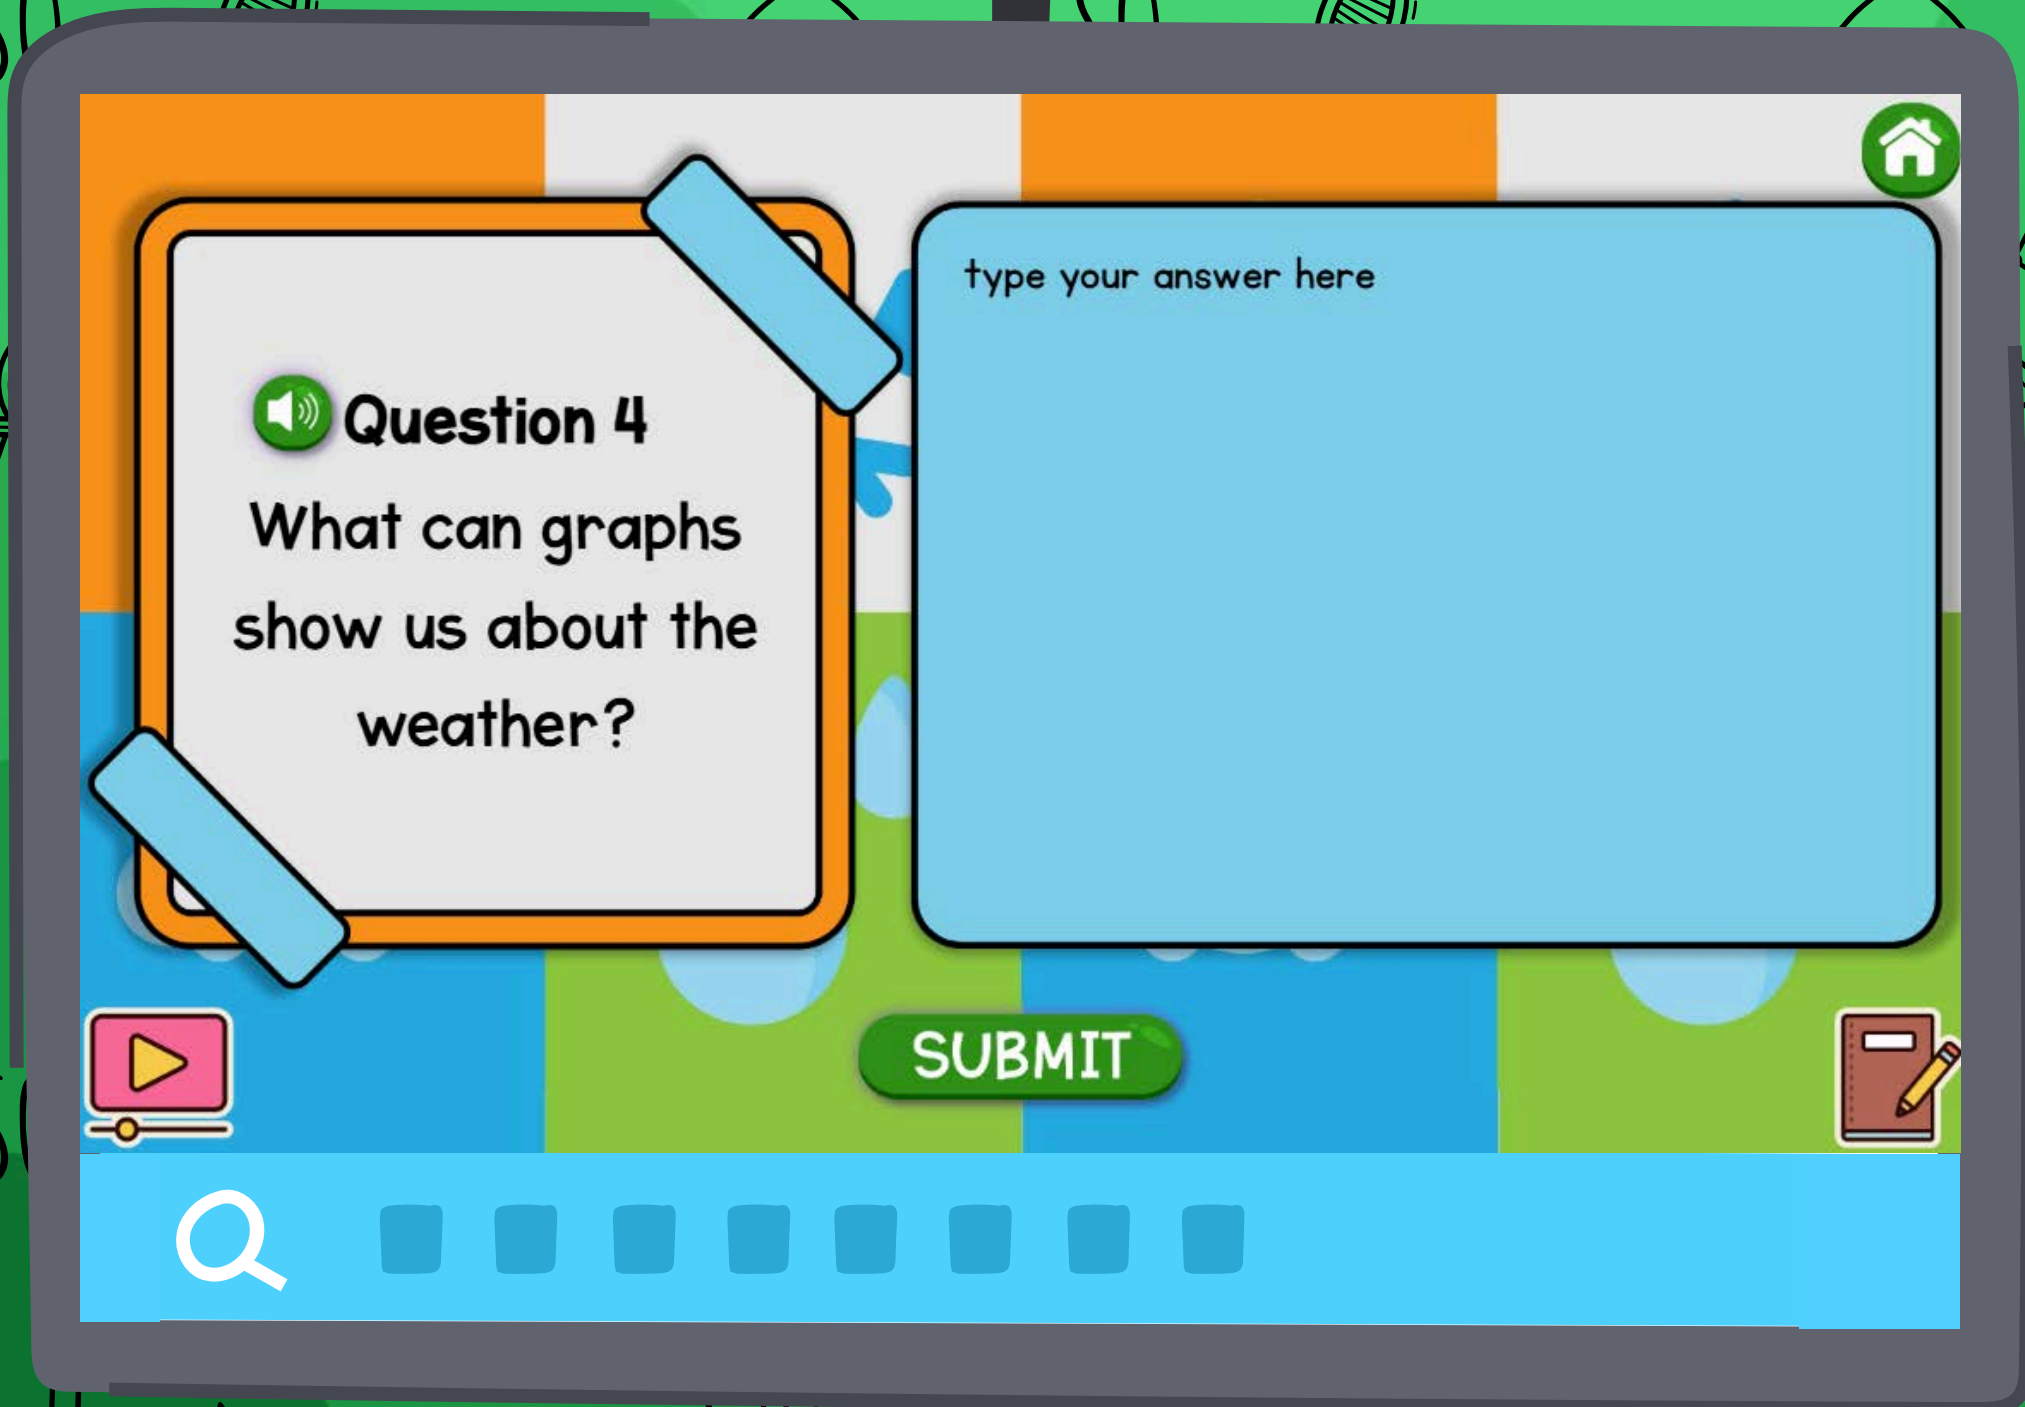 Question 4
What can graphs
show us about the
weather?
type your answer here
SUBMIT